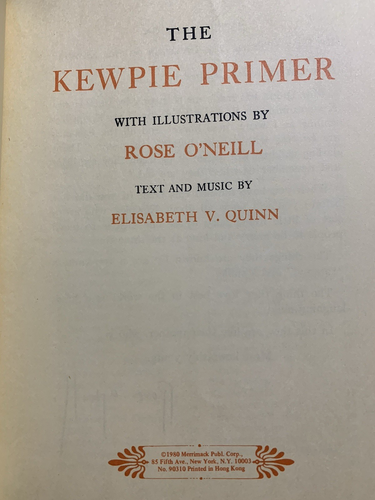 THE
KEWPIE PRIMER
WITH ILLUSTRATIONS BY
ROSE O'NEILL
TEXT AND MUSIC BY
ELISABETH V. QUINN
©1980 Merrimack Publ. Corp.,
85 Fifth Ave., New York, N.Y. 10003
No. 90310 Printed in Hong Kong